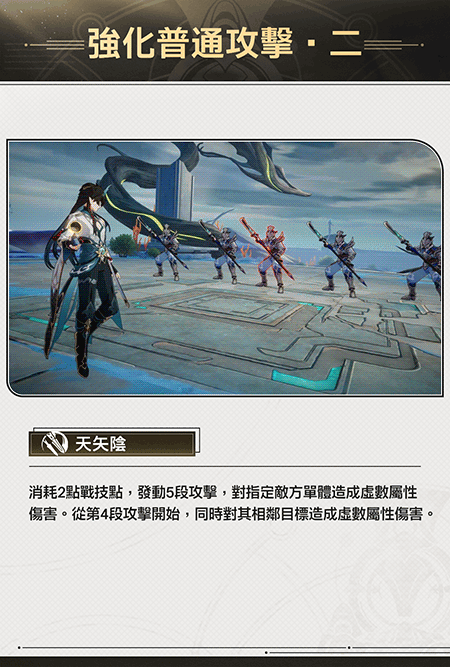 強化普通攻擊·二
天矢陰
消耗2點戰技點，發動5段攻擊，對指定敵方單體造成虛數屬性
傷害。從第4段攻擊開始，同時對其相鄰目標造成虛數屬性傷害。